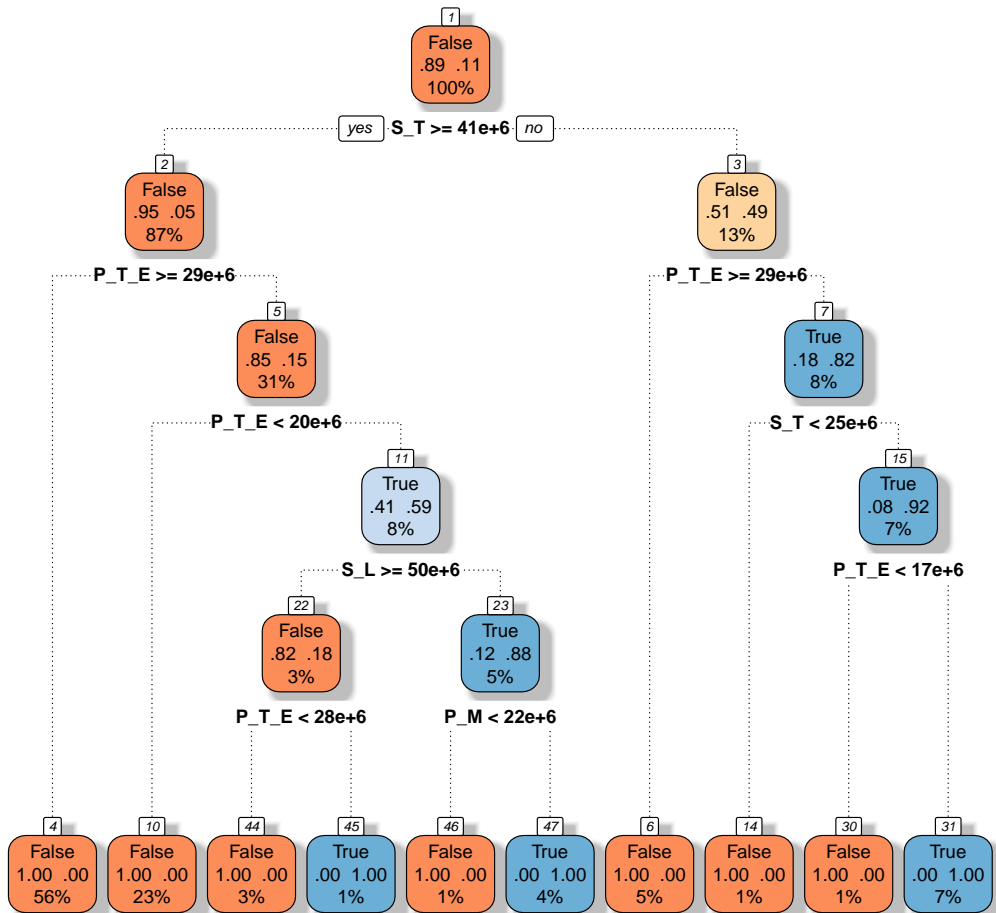 1
False
.89 .11
100%
yes S_T >= 41e+6 no
2
False
.95 .05
87%
3
False
.51 .49
13%
P_T_E >= 29e+6
P_T_E >= 29e+6
5
False
.85 .15
31%
7
True
.18 .82
8%
P_T_E < 20e+6
S_T < 25e+6
11
True
.41 .59
8%
15
True
.08 .92
7%
S_L >= 50e+6
P_T_E < 17e+6
22
False
.82 .18
3%
23
True
.12 .88
5%
P_T_E < 28e+6
P_M < 22e+6
4
False
1.00 .00
56%
10
False
1.00 .00
23%
44
False
1.00 .00
3%
45
True
.00 1.00
1%
46
False
1.00 .00
1%
47
True
.00 1.00
4%
6
False
1.00 .00
5%
14
False
1.00 .00
1%
30
False
1.00 .00
1%
31
True
.00 1.00
7%